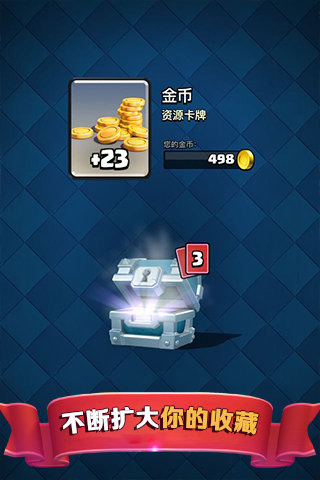 金币
资源卡牌
+23
您的金币:
498
3
不断扩大你的收藏